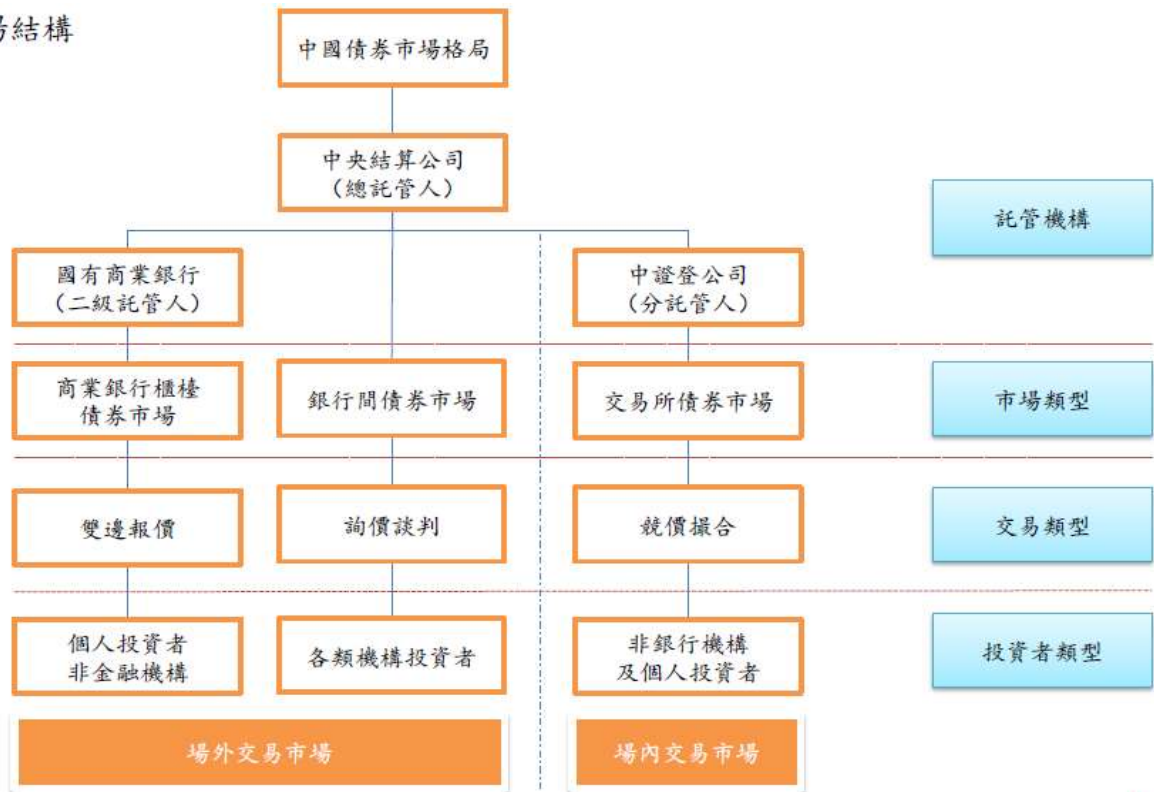 結構
中國債券市場格局
中央結算公司
（總託管人）
託管機構
國有商業銀行
（二級託管人）
中證登公司
（分託管人）
商業銀行櫃檯
債券市場
銀行間債券市場
交易所債券市場
市場類型
雙邊報價
詢價談判
競價撮合
交易類型
個人投資者
非金融機構
各類機構投資者
非銀行機構
及個人投資者
投資者類型
場外交易市場
場內交易市場